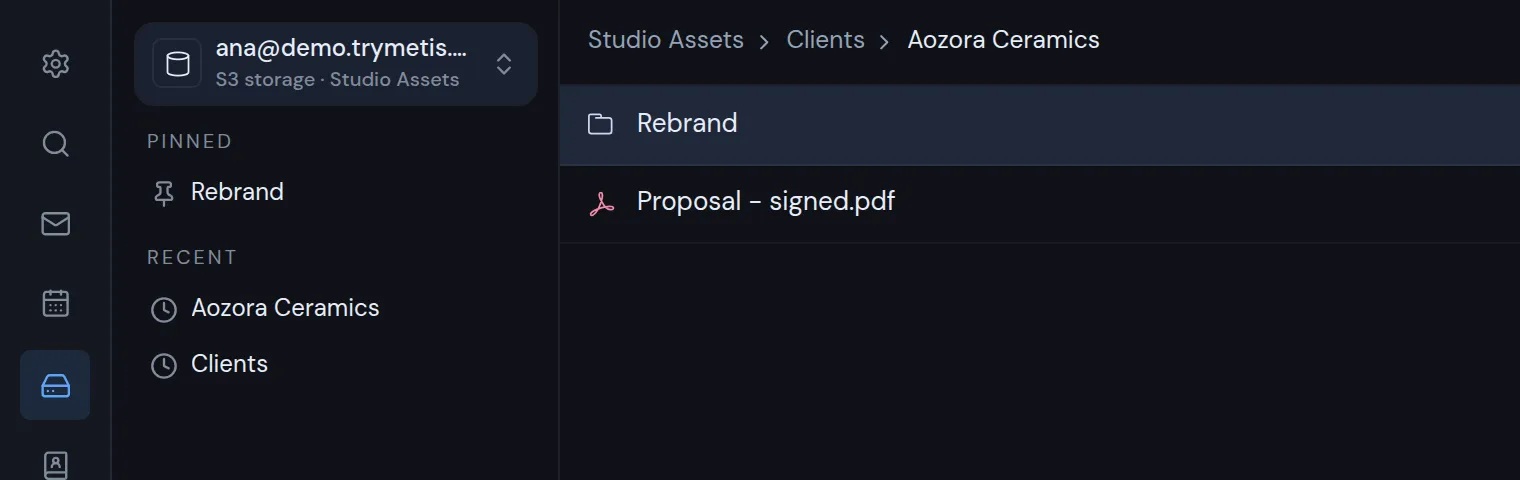 ana@demo.trymetis....
S3 storage · Studio Assets
PINNED
Rebrand
RECENT
Aozora Ceramics
Clients
Studio Assets > Clients > Aozora Ceramics
Rebrand
Proposal – signed.pdf